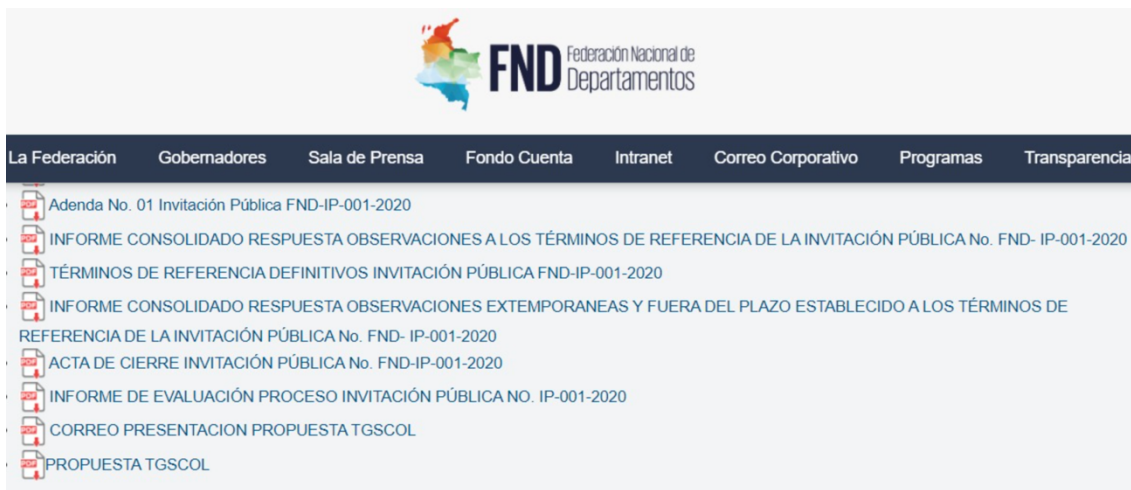 FND Federación Nacional de
Departamentos
La Federación Gobernadores Sala de Prensa Fondo Cuenta Intranet Correo Corporativo Programas Transparencia
Adenda No. 01 Invitación Pública FND-IP-001-2020
INFORME CONSOLIDADO RESPUESTA OBSERVACIONES A LOS TÉRMINOS DE REFERENCIA DE LA INVITACIÓN PÚBLICA No. FND- IP-001-2020
TÉRMINOS DE REFERENCIA DEFINITIVOS INVITACIÓN PÚBLICA FND-IP-001-2020
INFORME CONSOLIDADO RESPUESTA OBSERVACIONES EXTEMPORANEAS Y FUERA DEL PLAZO ESTABLECIDO A LOS TÉRMINOS DE
REFERENCIA DE LA INVITACIÓN PÚBLICA No. FND- IP-001-2020
ACTA DE CIERRE INVITACIÓN PÚBLICA No. FND-IP-001-2020
INFORME DE EVALUACIÓN PROCESO INVITACIÓN PÚBLICA NO. IP-001-2020
CORREO PRESENTACION PROPUESTA TGSCOL
PROPUESTA TGSCOL